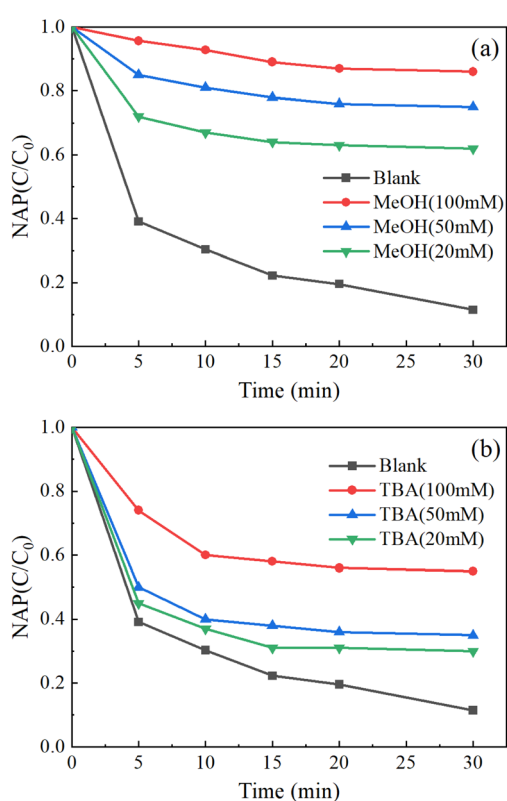 (a)
NAP(C/C₀)
1.0
0.8
0.6
0.4
0.2
0.0
Blank
MeOH(100mM)
MeOH(50mM)
MeOH(20mM)
0 5 10 15 20 25 30
Time (min)
(b)
NAP(C/C₀)
1.0
0.8
0.6
0.4
0.2
0.0
Blank
TBA(100mM)
TBA(50mM)
TBA(20mM)
0 5 10 15 20 25 30
Time (min)